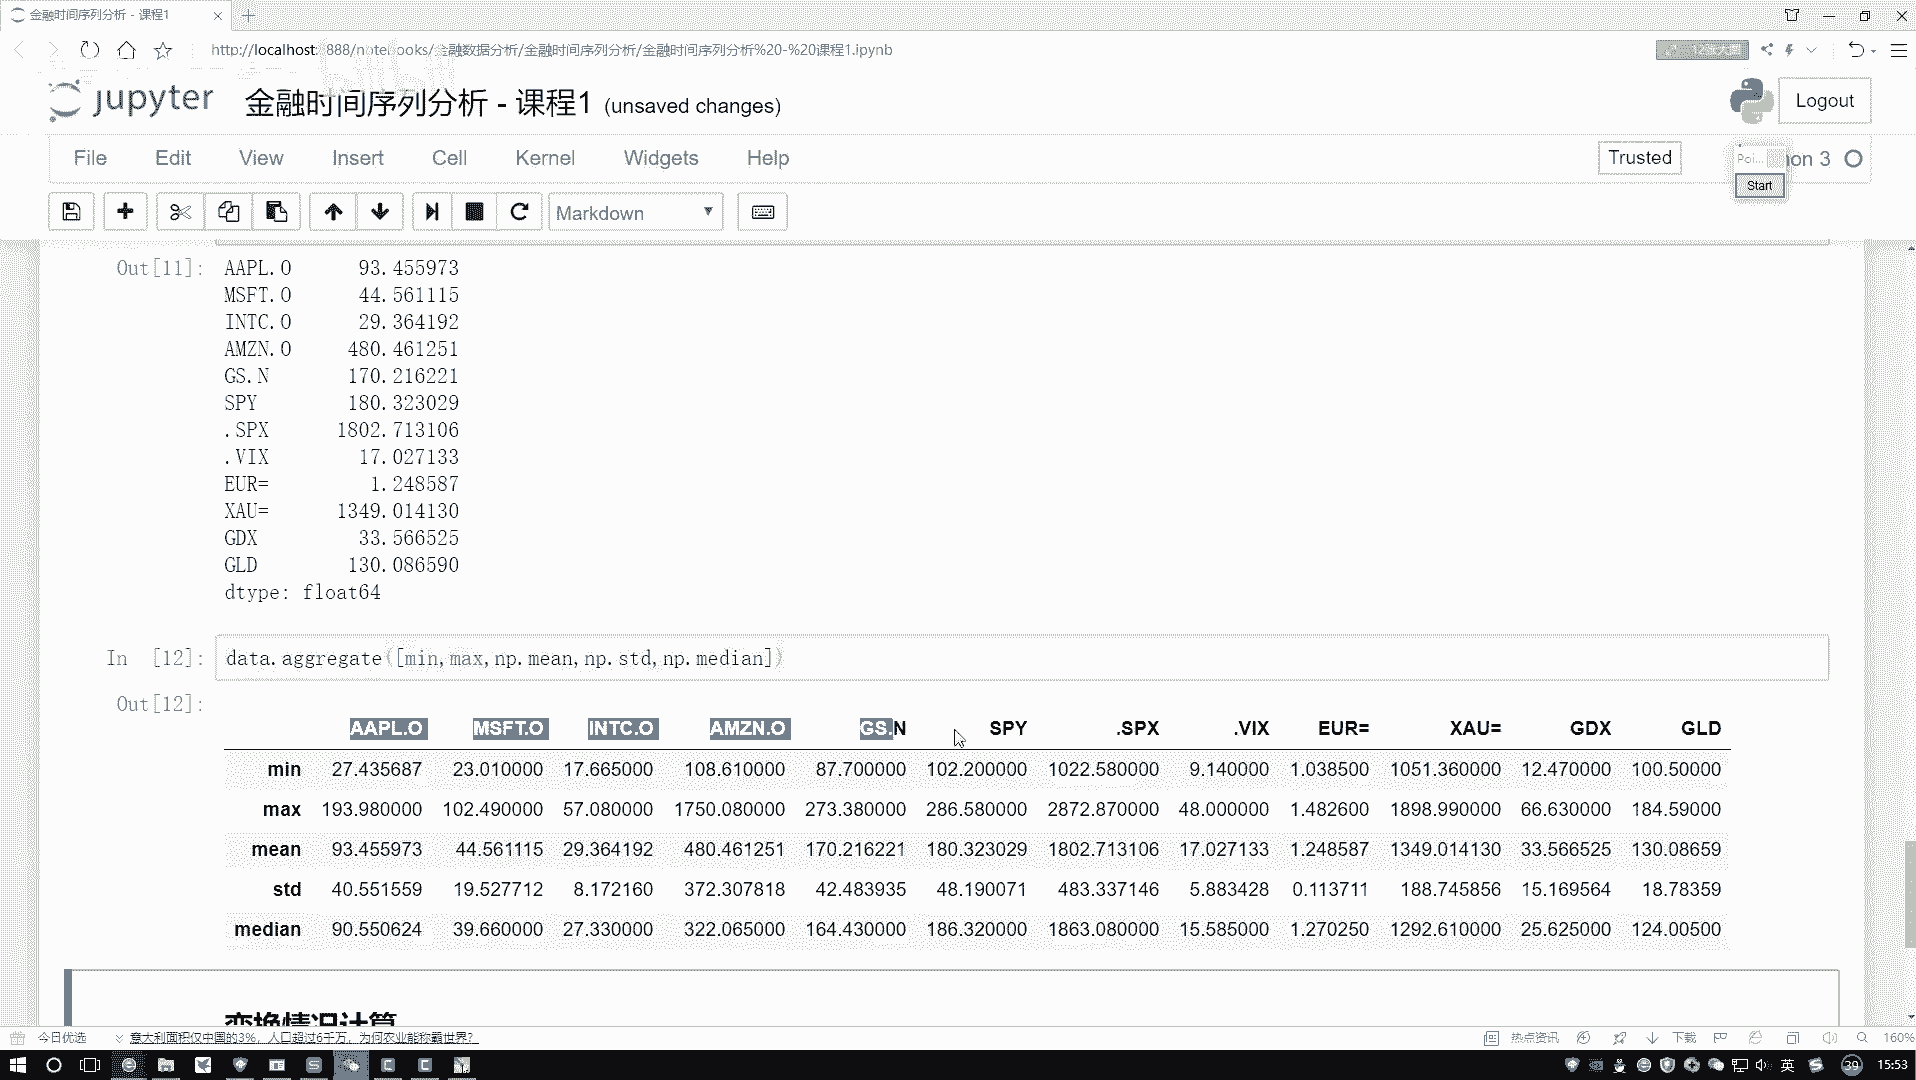 金融时间序列分析 - 课程1
http://localhost:8888/notebooks/金融数据分析/金融时间序列分析/金融时间序列分析%20-%20课程1.ipynb
jupyter 金融时间序列分析 - 课程1 (unsaved changes) Logout
File Edit View Insert Cell Kernel Widgets Help Trusted Poi... hon 3
Start
Markdown
Out[11]: AAPL.O 93.455973
MSFT.O 44.561115
INTC.O 29.364192
AMZN.O 480.461251
GS.N 170.216221
SPY 180.323029
.SPX 1802.713106
.VIX 17.027133
EUR= 1.248587
XAU= 1349.014130
GDX 33.566525
GLD 130.086590
dtype: float64
In [12]: data.aggregate([min,max,np.mean,np.std,np.median])
Out[12]:
AAPL.O MSFT.O INTC.O AMZN.O GS.N SPY .SPX .VIX EUR= XAU= GDX GLD
min 27.435687 23.010000 17.665000 108.610000 87.700000 102.200000 1022.580000 9.140000 1.038500 1051.360000 12.470000 100.50000
max 193.980000 102.490000 57.080000 1750.080000 273.380000 286.580000 2872.870000 48.000000 1.482600 1898.990000 66.630000 184.59000
mean 93.455973 44.561115 29.364192 480.461251 170.216221 180.323029 1802.713106 17.027133 1.248587 1349.014130 33.566525 130.08659
std 40.551559 19.527712 8.172160 372.307818 42.483935 48.190071 483.337146 5.883428 0.113711 188.745856 15.169564 18.78359
median 90.550624 39.660000 27.330000 322.065000 164.430000 186.320000 1863.080000 15.585000 1.270250 1292.610000 25.625000 124.00500
变换情况计算
今日优选 意大利面积仅中国的3%，人口超过6千万，为何农业能称霸世界? 热点资讯 下载 160%
英 39 15:53